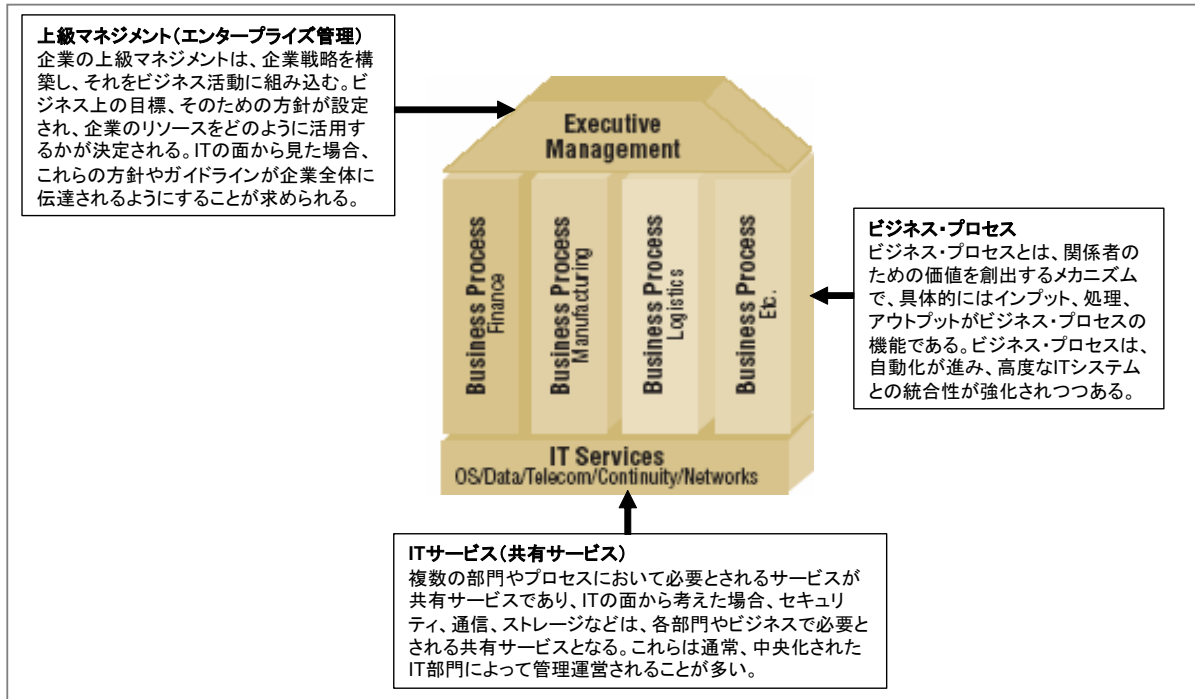 上級マネジメント(エンタープライズ管理)
企業の上級マネジメントは、企業戦略を構
築し、それをビジネス活動に組み込む。ビ
ジネス上の目標、そのための方針が設定
され、企業のリソースをどのように活用す
るかが決定される。ITの面から見た場合、
これらの方針やガイドラインが企業全体に
伝達されるようにすることが求められる。
Executive
Management
Business Process
Finance
Business Process
Manufacturing
Business Process
Logistics
Business Process
Etc.
ビジネス・プロセス
ビジネス・プロセスとは、関係者の
ための価値を創出するメカニズム
で、具体的にはインプット、処理、
アウトプットがビジネス・プロセスの
機能である。ビジネス・プロセスは、
自動化が進み、高度なITシステム
との統合性が強化されつつある。
IT Services
OS/Data/Telecom/Continuity/Networks
ITサービス(共有サービス)
複数の部門やプロセスにおいて必要とされるサービスが
共有サービスであり、ITの面から考えた場合、セキュリ
ティ、通信、ストレージなどは、各部門やビジネスで必要と
される共有サービスとなる。これらは通常、中央化された
IT部門によって管理運営されることが多い。